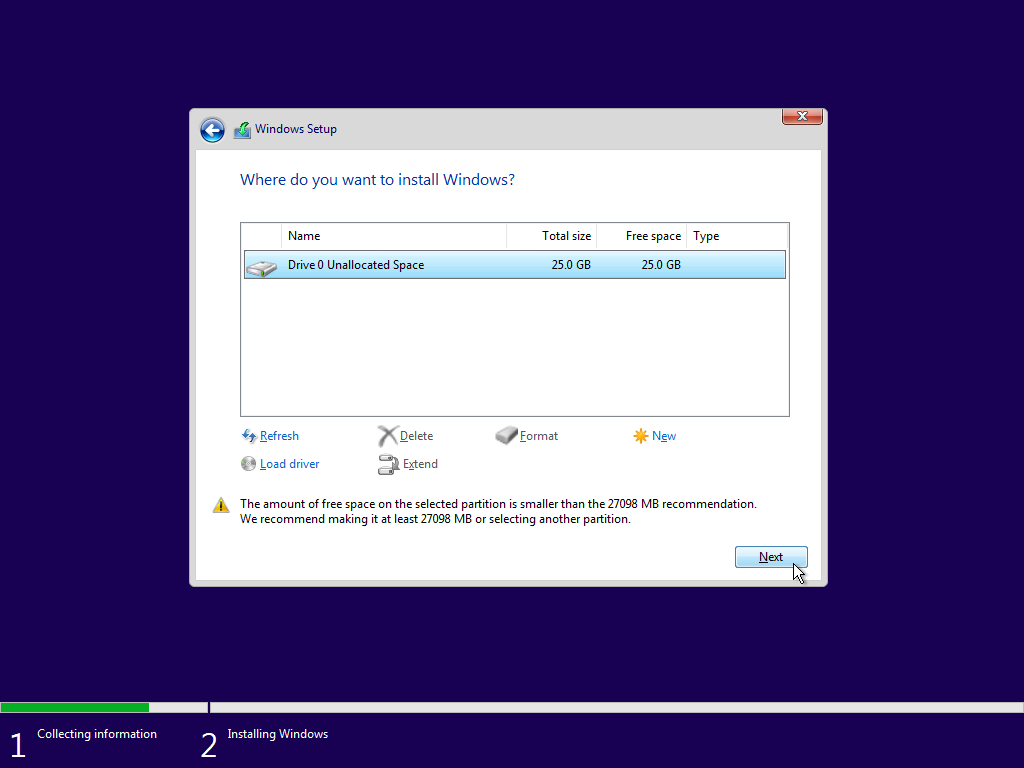 Windows Setup
Where do you want to install Windows?
Name Total size Free space Type
Drive 0 Unallocated Space 25.0 GB 25.0 GB
Refresh Delete Format New
Load driver Extend
The amount of free space on the selected partition is smaller than the 27098 MB recommendation.
We recommend making it at least 27098 MB or selecting another partition.
Next
1 Collecting information 2 Installing Windows